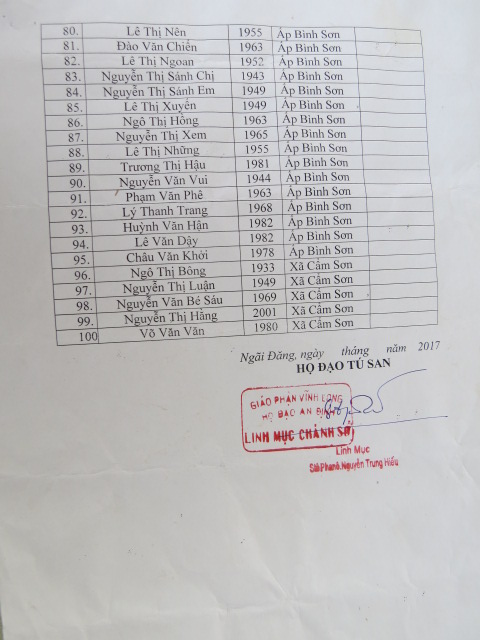 80. Lê Thị Nên 1955 Ấp Bình Sơn
81. Đào Văn Chiến 1963 Ấp Bình Sơn
82. Lê Thị Ngoan 1952 Ấp Bình Sơn
83. Nguyễn Thị Sánh Chị 1943 Ấp Bình Sơn
84. Nguyễn Thị Sánh Em 1949 Ấp Bình Sơn
85. Lê Thị Xuyến 1949 Ấp Bình Sơn
86. Ngô Thị Hồng 1963 Ấp Bình Sơn
87. Nguyễn Thị Xem 1965 Ấp Bình Sơn
88. Lê Thị Những 1955 Ấp Bình Sơn
89. Trương Thị Hậu 1981 Ấp Bình Sơn
90. Nguyễn Văn Vui 1944 Ấp Bình Sơn
91. Phạm Văn Phê 1963 Ấp Bình Sơn
92. Lý Thanh Trang 1968 Ấp Bình Sơn
93. Huỳnh Văn Hận 1982 Ấp Bình Sơn
94. Lê Văn Dậy 1982 Ấp Bình Sơn
95. Châu Văn Khởi 1978 Ấp Bình Sơn
96. Ngô Thị Bông 1933 Xã Cẩm Sơn
97. Nguyễn Thị Luận 1949 Xã Cẩm Sơn
98. Nguyễn Văn Bé Sáu 1969 Xã Cẩm Sơn
99. Nguyễn Thị Hằng 2001 Xã Cẩm Sơn
100 Võ Văn Văn 1980 Xã Cẩm Sơn
Ngãi Đăng, ngày tháng năm 2017
HỌ ĐẠO TÚ SAN
GIÁO PHẬN VĨNH LONG
HỌ ĐẠO AN ĐỊNH
LINH MỤC CHÁNH SỞ
Linh Mục
Nguyễn Trung Hiếu